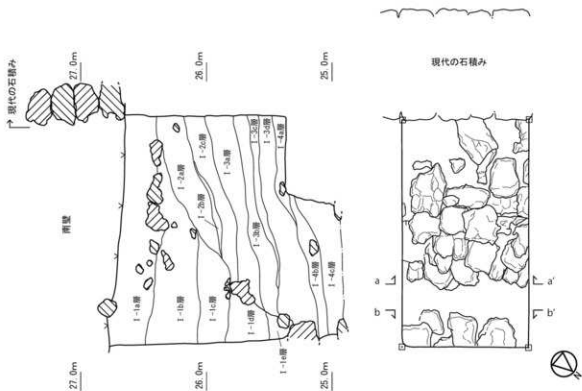 現代の石積み
27.0m
26.0m
25.0m
現代の石積み
南壁
Ⅰ-1a層
Ⅰ-1b層
Ⅰ-1c層
Ⅰ-1d層
Ⅰ-1e層
Ⅰ-2a層
Ⅰ-2b層
Ⅰ-2c層
Ⅰ-3a層
Ⅰ-3b層
Ⅰ-3c層
Ⅰ-3d層
Ⅰ-4a層
Ⅰ-4b層
Ⅰ-4c層
27.0m
26.0m
25.0m
a
a'
b
b'